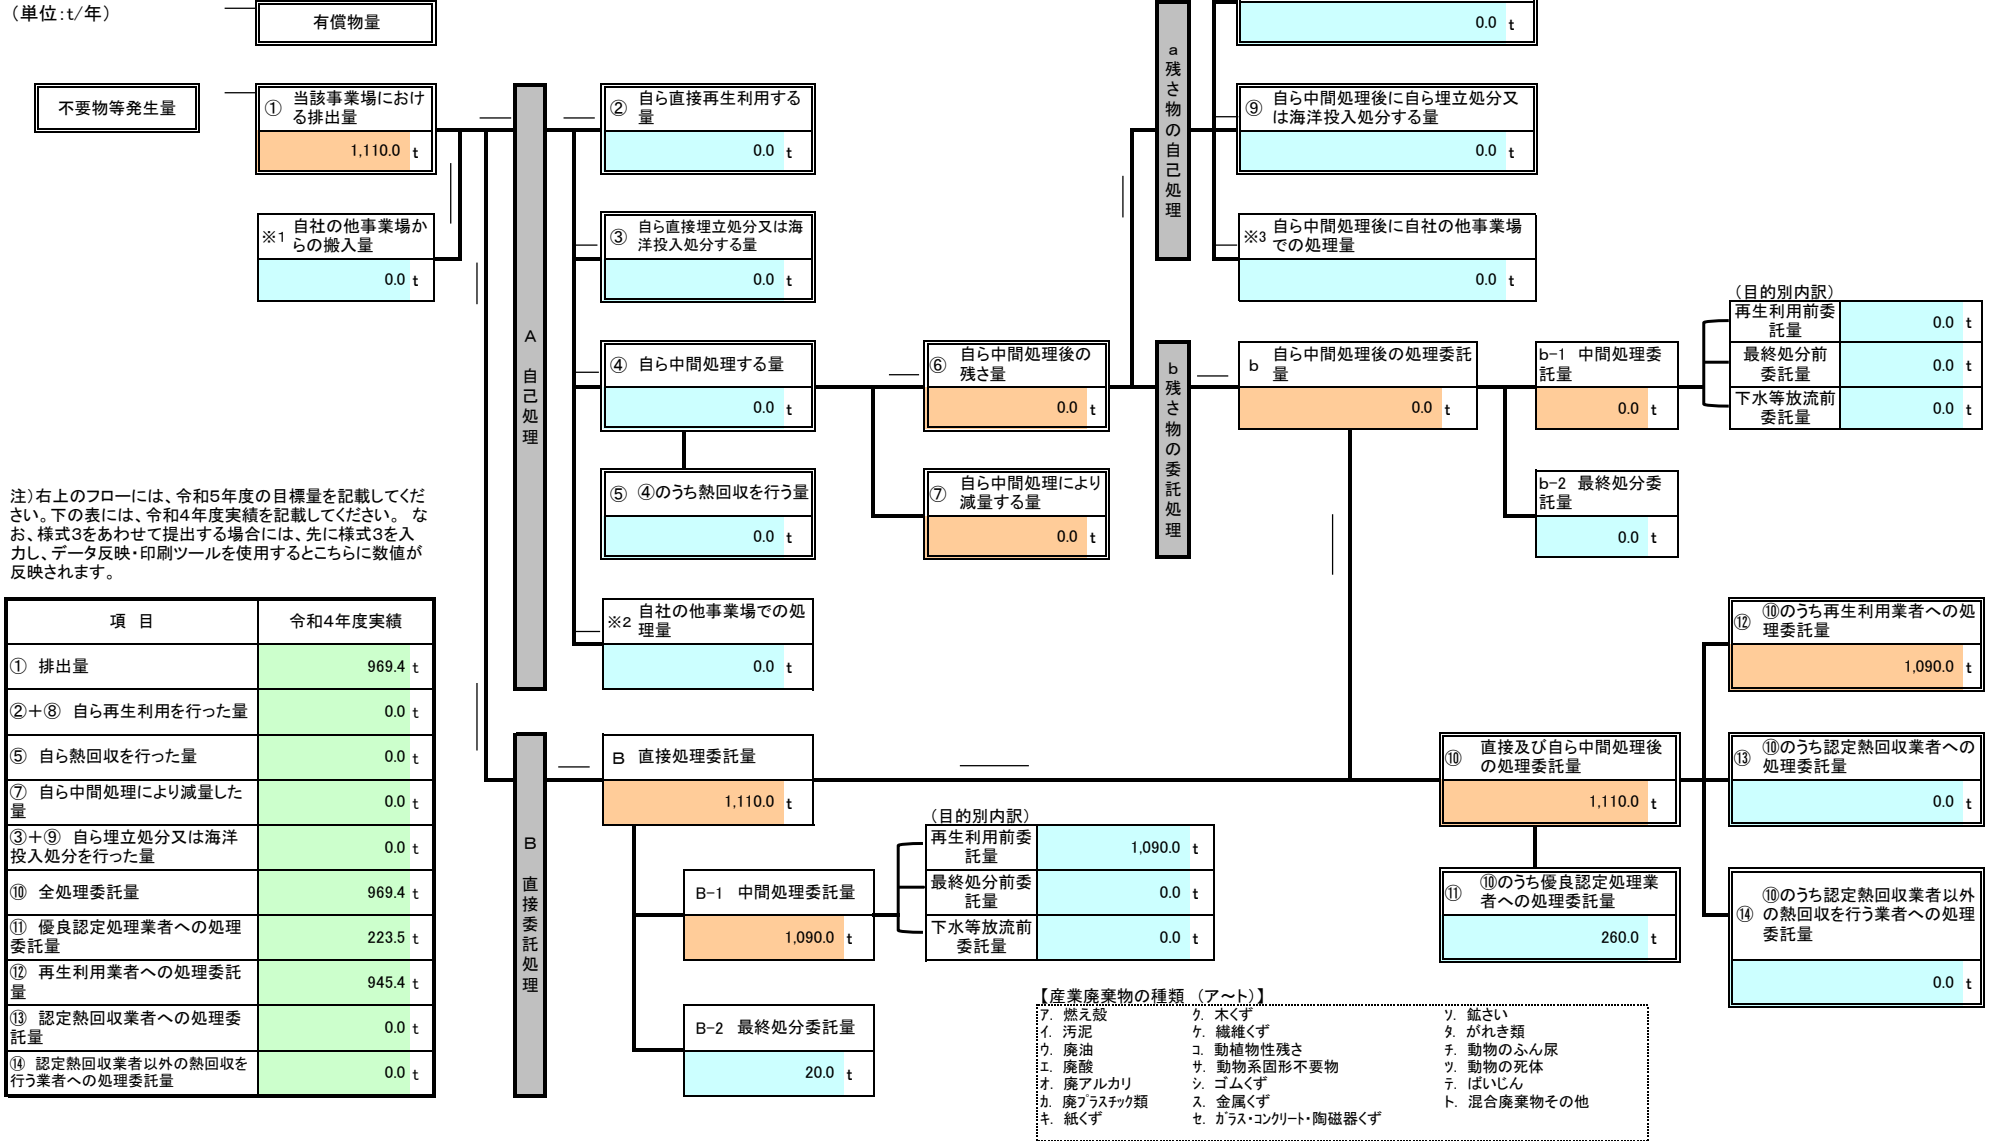 （単位：t/年）
有償物量
0.0 t
不要物等発生量
① 当該事業場におけ
る排出量
1,110.0 t
※1 自社の他事業場か
らの搬入量
0.0 t
A 自己処理
② 自ら直接再生利用する
量
0.0 t
③ 自ら直接埋立処分又は海
洋投入処分する量
0.0 t
④ 自ら中間処理する量
0.0 t
⑤ ④のうち熱回収を行う量
0.0 t
※2 自社の他事業場での処
理量
0.0 t
⑥ 自ら中間処理後の
残さ量
0.0 t
⑦ 自ら中間処理により
減量する量
0.0 t
a 残さ物の自己処理
⑨ 自ら中間処理後に自ら埋立処分又
は海洋投入処分する量
0.0 t
※3 自ら中間処理後に自社の他事業場
での処理量
0.0 t
b 残さ物の委託処理
b 自ら中間処理後の処理委託
量
0.0 t
b-1 中間処理委
託量
0.0 t
b-2 最終処分委
託量
0.0 t
（目的別内訳）
再生利用前委
託量
0.0 t
最終処分前
委託量
0.0 t
下水等放流前
委託量
0.0 t
注）右上のフローには、令和5年度の目標量を記載してくだ
さい。下の表には、令和4年度実績を記載してください。 な
お、様式3をあわせて提出する場合には、先に様式3を入
力し、データ反映・印刷ツールを使用するとこちらに数値が
反映されます。
項 目 令和4年度実績
① 排出量 969.4 t
②＋⑧ 自ら再生利用を行った量 0.0 t
⑤ 自ら熱回収を行った量 0.0 t
⑦ 自ら中間処理により減量した
量 0.0 t
③＋⑨ 自ら埋立処分又は海洋
投入処分を行った量 0.0 t
⑩ 全処理委託量 969.4 t
⑪ 優良認定処理業者への処理
委託量 223.5 t
⑫ 再生利用業者への処理委託
量 945.4 t
⑬ 認定熱回収業者への処理委
託量 0.0 t
⑭ 認定熱回収業者以外の熱回収を
行う業者への処理委託量 0.0 t
B 直接委託処理
B 直接処理委託量
1,110.0 t
B-1 中間処理委託量
1,090.0 t
B-2 最終処分委託量
20.0 t
（目的別内訳）
再生利用前委
託量
1,090.0 t
最終処分前委
託量
0.0 t
下水等放流前
委託量
0.0 t
⑩ 直接及び自ら中間処理後
の処理委託量
1,110.0 t
⑪ ⑩のうち優良認定処理業
者への処理委託量
260.0 t
⑫ ⑩のうち再生利用業者への処
理委託量
1,090.0 t
⑬ ⑩のうち認定熱回収業者への
処理委託量
0.0 t
⑭ ⑩のうち認定熱回収業者以外
の熱回収を行う業者への処理
委託量
0.0 t
【産業廃棄物の種類 （ア～ト）】
ア. 燃え殻 ク. 木くず ソ. 鉱さい
イ. 汚泥 ケ. 繊維くず タ. がれき類
ウ. 廃油 コ. 動植物性残さ チ. 動物のふん尿
エ. 廃酸 サ. 動物系固形不要物 ツ. 動物の死体
オ. 廃アルカリ シ. ゴムくず テ. ばいじん
カ. 廃プラスチック類 ス. 金属くず ト. 混合廃棄物その他
キ. 紙くず セ. ガラス・コンクリート・陶磁器くず